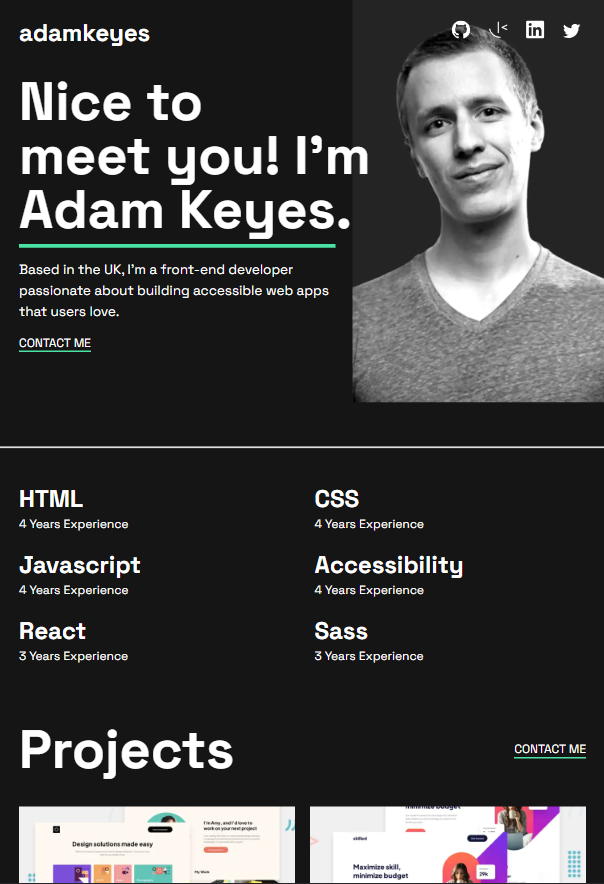 adamkeyes
Nice to
meet you! I'm
Adam Keyes.
Based in the UK, I'm a front-end developer
passionate about building accessible web apps
that users love.
CONTACT ME
HTML
4 Years Experience
CSS
4 Years Experience
Javascript
4 Years Experience
Accessibility
4 Years Experience
React
3 Years Experience
Sass
3 Years Experience
Projects
CONTACT ME
Design solutions made easy
I'm Amy, and I'd love to
work on your next project
My Work
maximize budget
skilled
Maximize skill,
minimize budget
29k